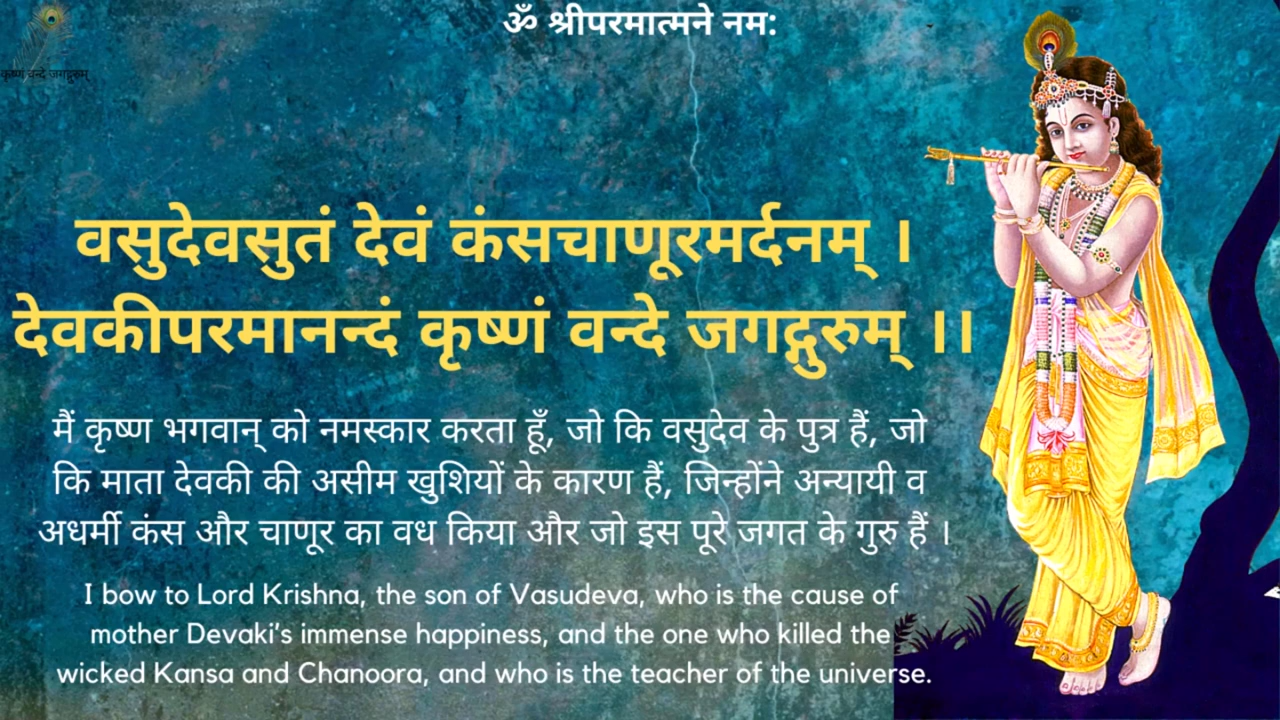 ॐ श्रीपरमात्मने नम:
कृष्णं वन्दे जगद्गुरुम्
वसुदेवसुतं देवं कंसचाणूरमर्दनम् ।
देवकीपरमानन्दं कृष्णं वन्दे जगद्गुरुम् ।।
मैं कृष्ण भगवान् को नमस्कार करता हूँ, जो कि वसुदेव के पुत्र हैं, जो
कि माता देवकी की असीम खुशियों के कारण हैं, जिन्होंने अन्यायी व
अधर्मी कंस और चाणूर का वध किया और जो इस पूरे जगत के गुरु हैं ।
I bow to Lord Krishna, the son of Vasudeva, who is the cause of
mother Devaki's immense happiness, and the one who killed the
wicked Kansa and Chanoora, and who is the teacher of the universe.